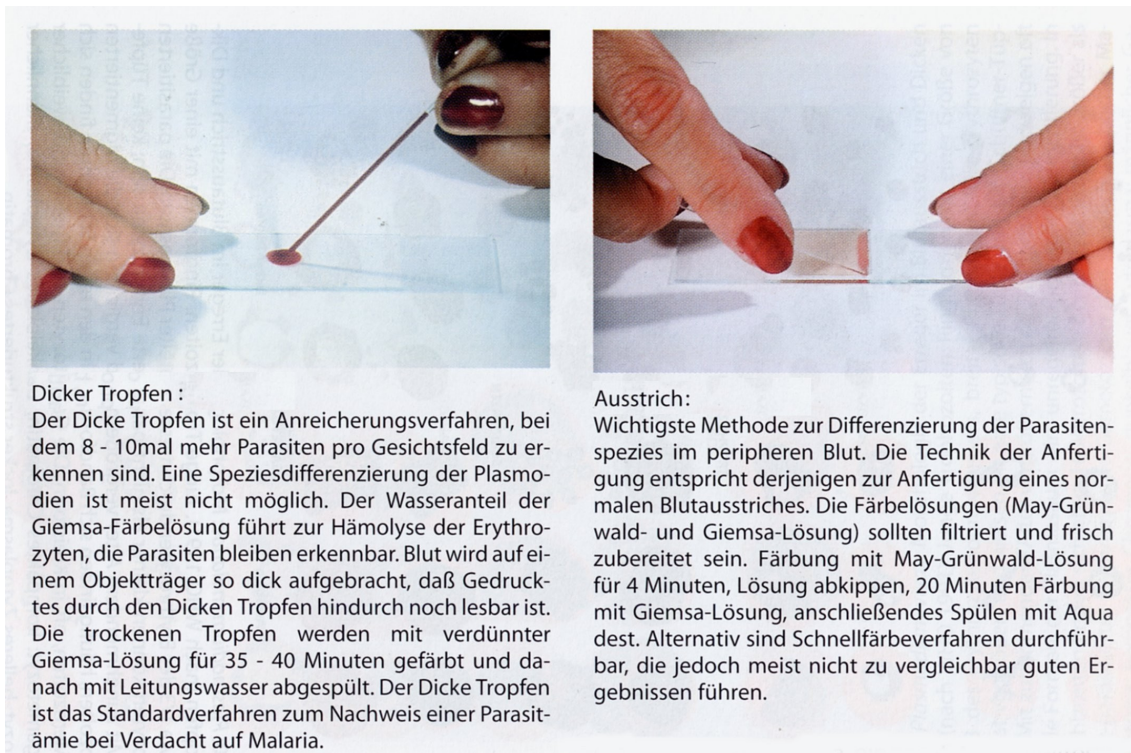 Dicker Tropfen :
Der Dicke Tropfen ist ein Anreicherungsverfahren, bei
dem 8 - 10mal mehr Parasiten pro Gesichtsfeld zu er-
kennen sind. Eine Speziesdifferenzierung der Plasmo-
dien ist meist nicht möglich. Der Wasseranteil der
Giemsa-Färbelösung führt zur Hämolyse der Erythro-
zyten, die Parasiten bleiben erkennbar. Blut wird auf ei-
nem Objektträger so dick aufgebracht, daß Gedruck-
tes durch den Dicken Tropfen hindurch noch lesbar ist.
Die trockenen Tropfen werden mit verdünnter
Giemsa-Lösung für 35 - 40 Minuten gefärbt und da-
nach mit Leitungswasser abgespült. Der Dicke Tropfen
ist das Standardverfahren zum Nachweis einer Parasit-
ämie bei Verdacht auf Malaria.
Ausstrich:
Wichtigste Methode zur Differenzierung der Parasiten-
spezies im peripheren Blut. Die Technik der Anferti-
gung entspricht derjenigen zur Anfertigung eines nor-
malen Blutausstriches. Die Färbelösungen (May-Grün-
wald- und Giemsa-Lösung) sollten filtriert und frisch
zubereitet sein. Färbung mit May-Grünwald-Lösung
für 4 Minuten, Lösung abkippen, 20 Minuten Färbung
mit Giemsa-Lösung, anschließendes Spülen mit Aqua
dest. Alternativ sind Schnellfärbeverfahren durchführ-
bar, die jedoch meist nicht zu vergleichbar guten Er-
gebnissen führen.